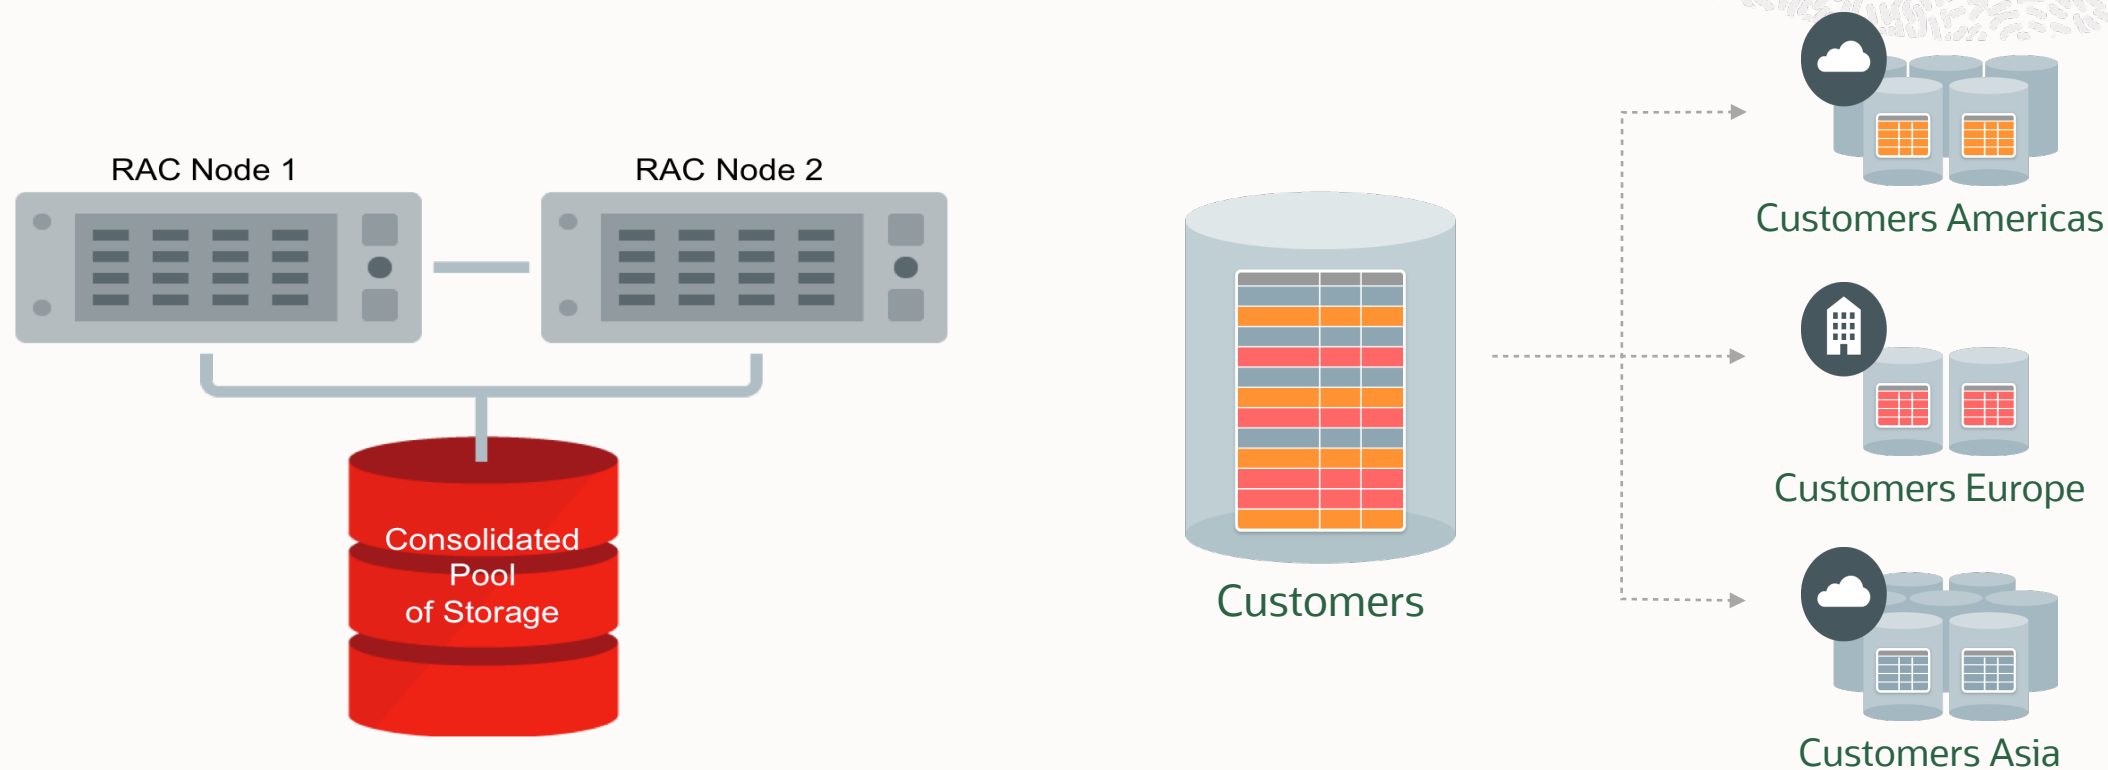 RAC Node 1
RAC Node 2
Consolidated
Pool
of Storage
Customers
Customers Americas
Customers Europe
Customers Asia